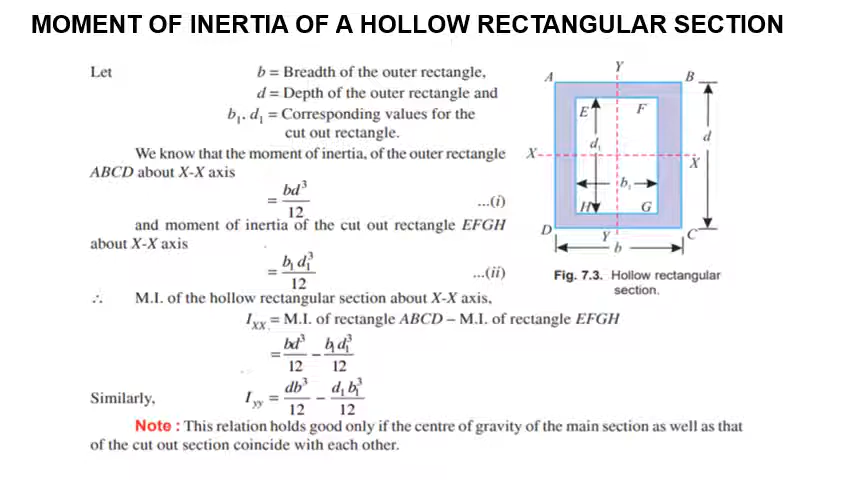 MOMENT OF INERTIA OF A HOLLOW RECTANGULAR SECTION
Let b = Breadth of the outer rectangle,
d = Depth of the outer rectangle and
b₁, d₁ = Corresponding values for the
cut out rectangle.
We know that the moment of inertia, of the outer rectangle
ABCD about X-X axis
= bd³/12 ...(i)
and moment of inertia of the cut out rectangle EFGH
about X-X axis
= b₁d₁³/12 ...(ii)
∴ M.I. of the hollow rectangular section about X-X axis,
I_XX = M.I. of rectangle ABCD – M.I. of rectangle EFGH
= bd³/12 – b₁d₁³/12
Similarly, I_yy = db³/12 – d₁b₁³/12
Note : This relation holds good only if the centre of gravity of the main section as well as that
of the cut out section coincide with each other.
Y
A B
E F
d₁ d
X X
b₁
H G
D Y C
b
Fig. 7.3. Hollow rectangular
section.